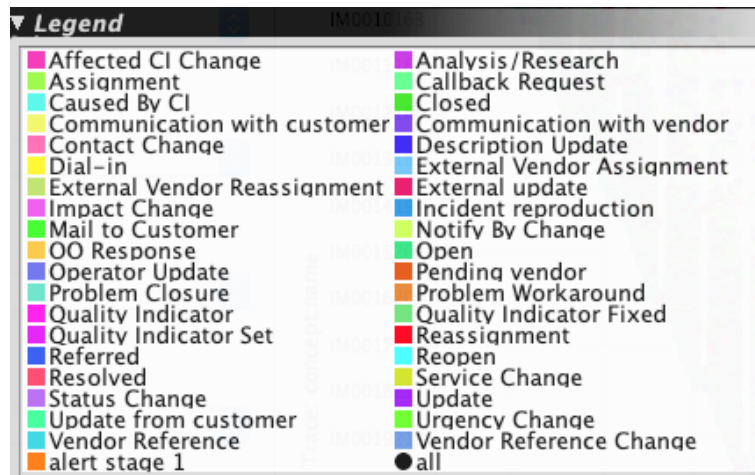 ▼ Legend
IM0010163
Affected CI Change Analysis/Research
Assignment Callback Request
Caused By CI Closed
Communication with customer Communication with vendor
Contact Change Description Update
Dial-in External Vendor Assignment
External Vendor Reassignment External update
Impact Change Incident reproduction
Mail to Customer Notify By Change
OO Response Open
Operator Update Pending vendor
Problem Closure Problem Workaround
Quality Indicator Quality Indicator Fixed
Quality Indicator Set Reassignment
Referred Reopen
Resolved Service Change
Status Change Update
Update from customer Urgency Change
Vendor Reference Vendor Reference Change
alert stage 1 all
Trace: concept:name